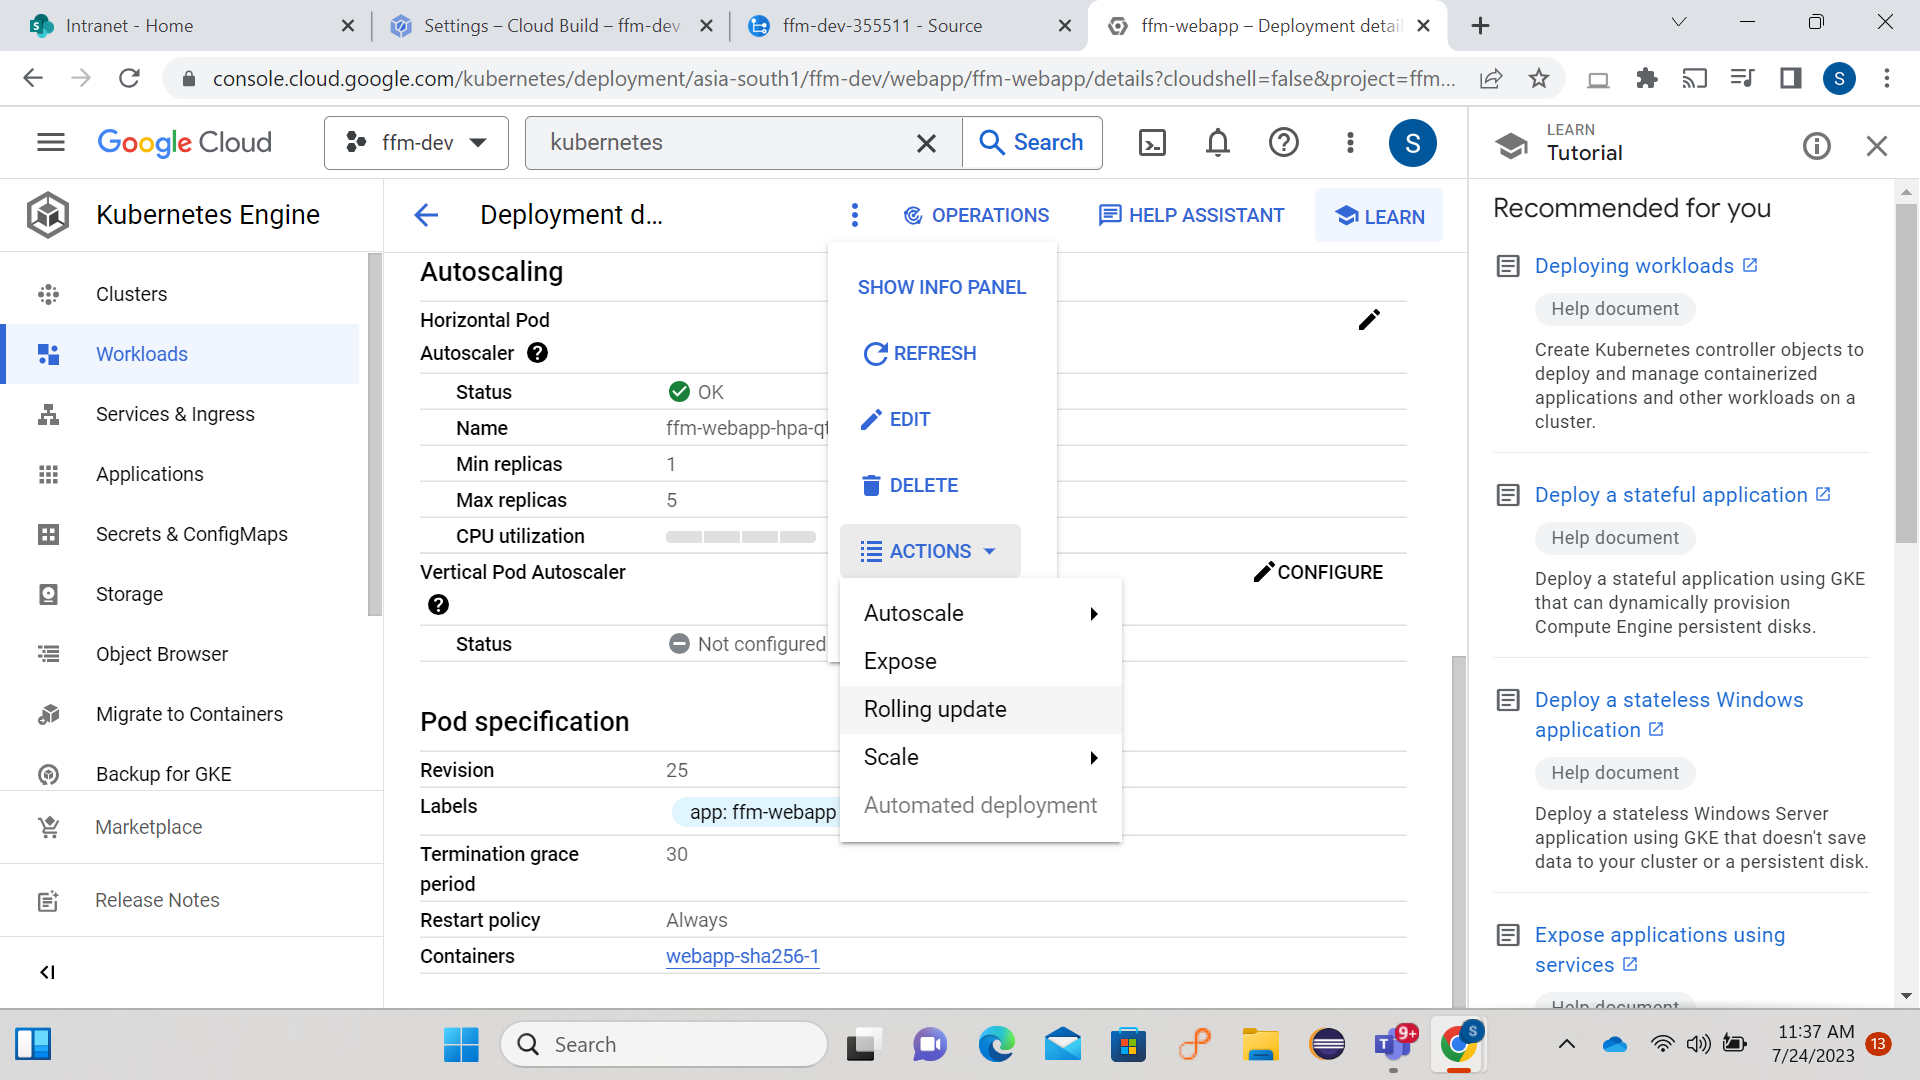 Intranet - Home
Settings – Cloud Build – ffm-dev
ffm-dev-355511 - Source
ffm-webapp – Deployment detail
console.cloud.google.com/kubernetes/deployment/asia-south1/ffm-dev/webapp/ffm-webapp/details?cloudshell=false&project=ffm...
S
Google Cloud
ffm-dev
kubernetes
Search
S
LEARN
Tutorial
Kubernetes Engine
Deployment d...
OPERATIONS
HELP ASSISTANT
LEARN
Clusters
Workloads
Services & Ingress
Applications
Secrets & ConfigMaps
Storage
Object Browser
Migrate to Containers
Backup for GKE
Marketplace
Release Notes
Autoscaling
Horizontal Pod
Autoscaler
Status OK
Name ffm-webapp-hpa-qt
Min replicas 1
Max replicas 5
CPU utilization
Vertical Pod Autoscaler
CONFIGURE
Status Not configured
Pod specification
Revision 25
Labels app: ffm-webapp
Termination grace 30
period
Restart policy Always
Containers webapp-sha256-1
SHOW INFO PANEL
REFRESH
EDIT
DELETE
ACTIONS
Autoscale
Expose
Rolling update
Scale
Automated deployment
Recommended for you
Deploying workloads
Help document
Create Kubernetes controller objects to
deploy and manage containerized
applications and other workloads on a
cluster.
Deploy a stateful application
Help document
Deploy a stateful application using GKE
that can dynamically provision
Compute Engine persistent disks.
Deploy a stateless Windows
application
Help document
Deploy a stateless Windows Server
application using GKE that doesn't save
data to your cluster or a persistent disk.
Expose applications using
services
Help document
Search
9+
S
11:37 AM
7/24/2023
13